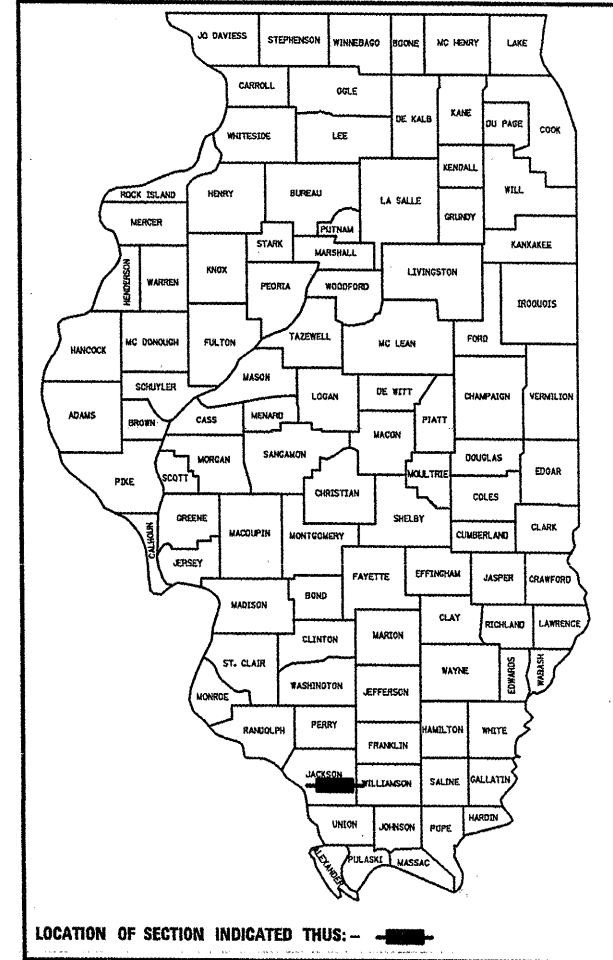 JO DAVIESS
STEPHENSON
WINNEBAGO
BOONE
MC HENRY
LAKE
CARROLL
OGLE
DE KALB
KANE
DU PAGE
COOK
WHITESIDE
LEE
KENDALL
WILL
ROCK ISLAND
HENRY
BUREAU
LA SALLE
GRUNDY
MERCER
PUTNAM
STARK
MARSHALL
KANKAKEE
HENDERSON
WARREN
KNOX
PEORIA
WOODFORD
LIVINGSTON
IROQUOIS
HANCOCK
MC DONOUGH
FULTON
TAZEWELL
MC LEAN
FORD
SCHUYLER
MASON
LOGAN
DE WITT
CHAMPAIGN
VERMILION
ADAMS
BROWN
CASS
MENARD
PIATT
MACON
PIKE
SCOTT
MORGAN
SANGAMON
CHRISTIAN
MOULTRIE
DOUGLAS
EDGAR
COLES
CALHOUN
GREENE
MACOUPIN
MONTGOMERY
SHELBY
CUMBERLAND
CLARK
JERSEY
FAYETTE
EFFINGHAM
JASPER
CRAWFORD
MADISON
BOND
CLAY
RICHLAND
LAWRENCE
CLINTON
MARION
ST. CLAIR
WAYNE
EDWARDS
WABASH
WASHINGTON
JEFFERSON
MONROE
RANDOLPH
PERRY
HAMILTON
WHITE
FRANKLIN
JACKSON
WILLIAMSON
SALINE
GALLATIN
UNION
JOHNSON
POPE
HARDIN
ALEXANDER
PULASKI
MASSAC
LOCATION OF SECTION INDICATED THUS: -